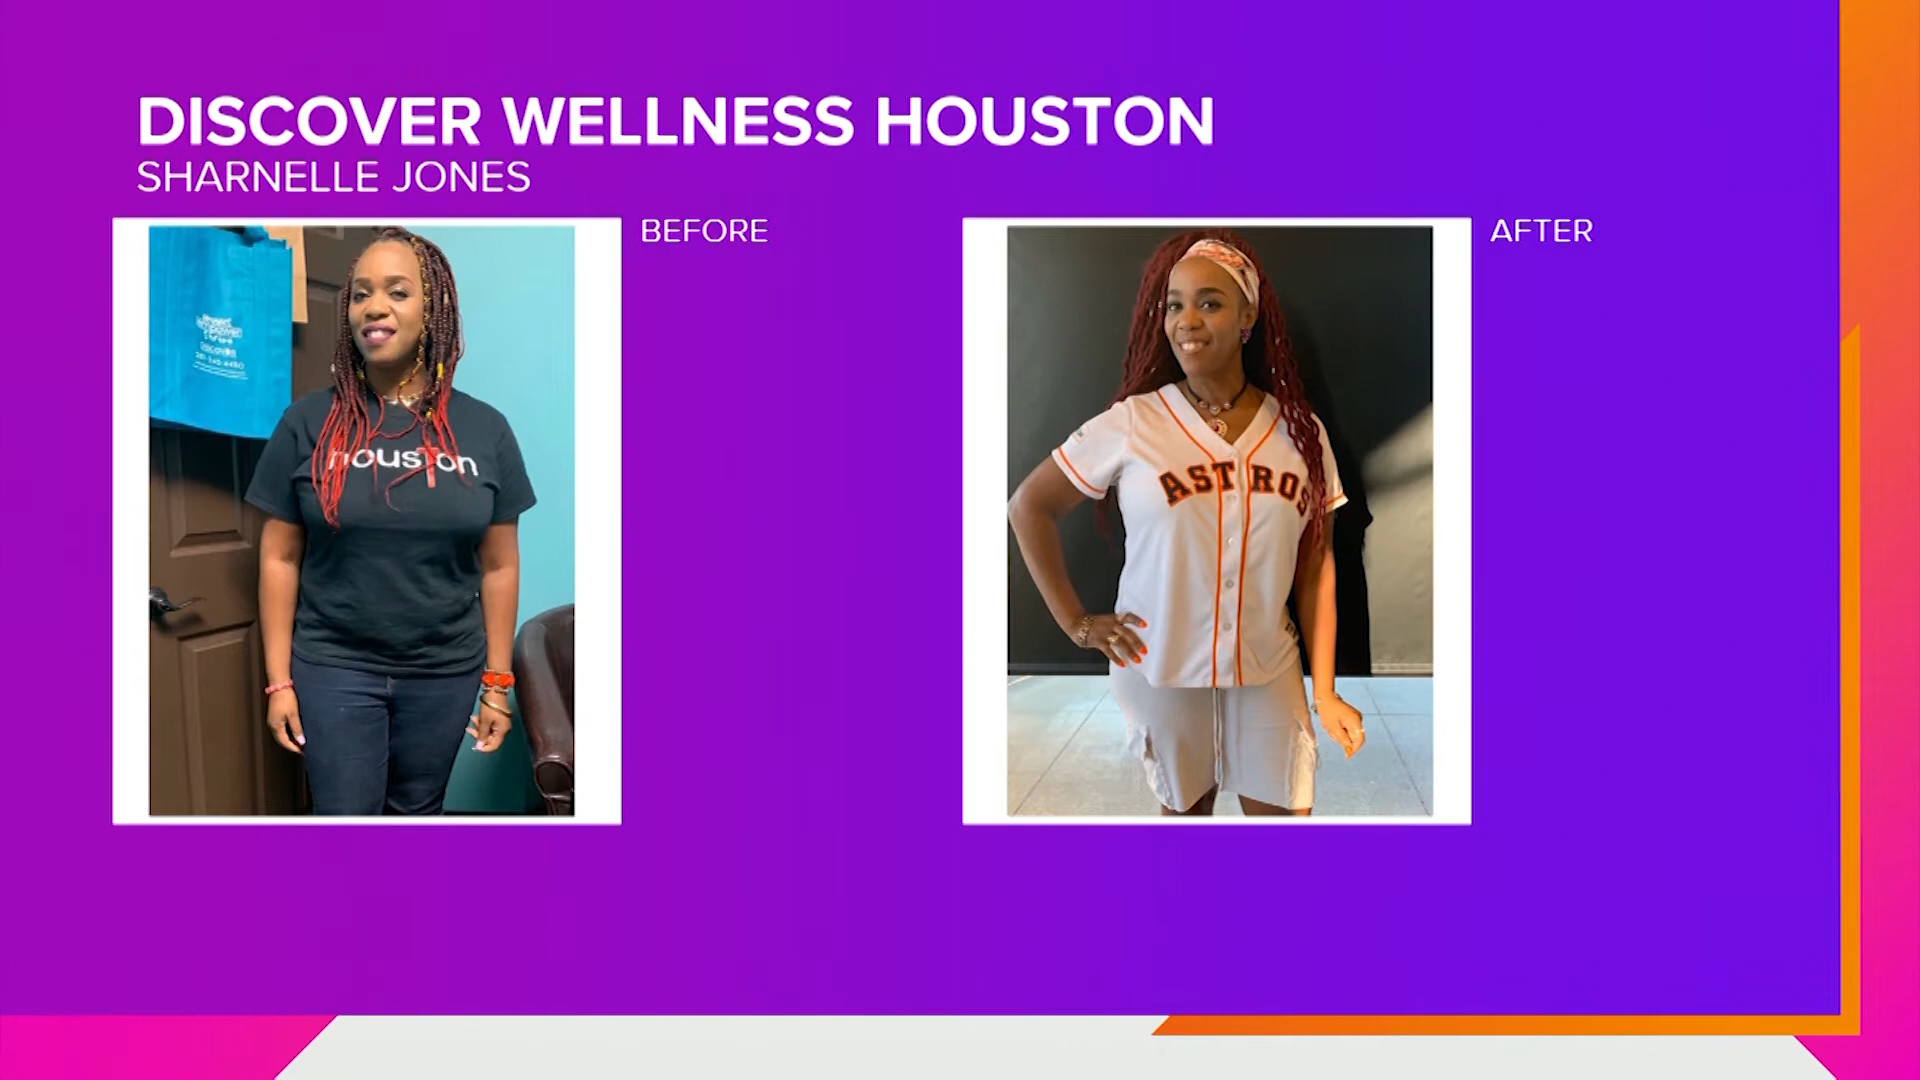 DISCOVER WELLNESS HOUSTON
SHARNELLE JONES
BEFORE
AFTER
housTon
ASTROS